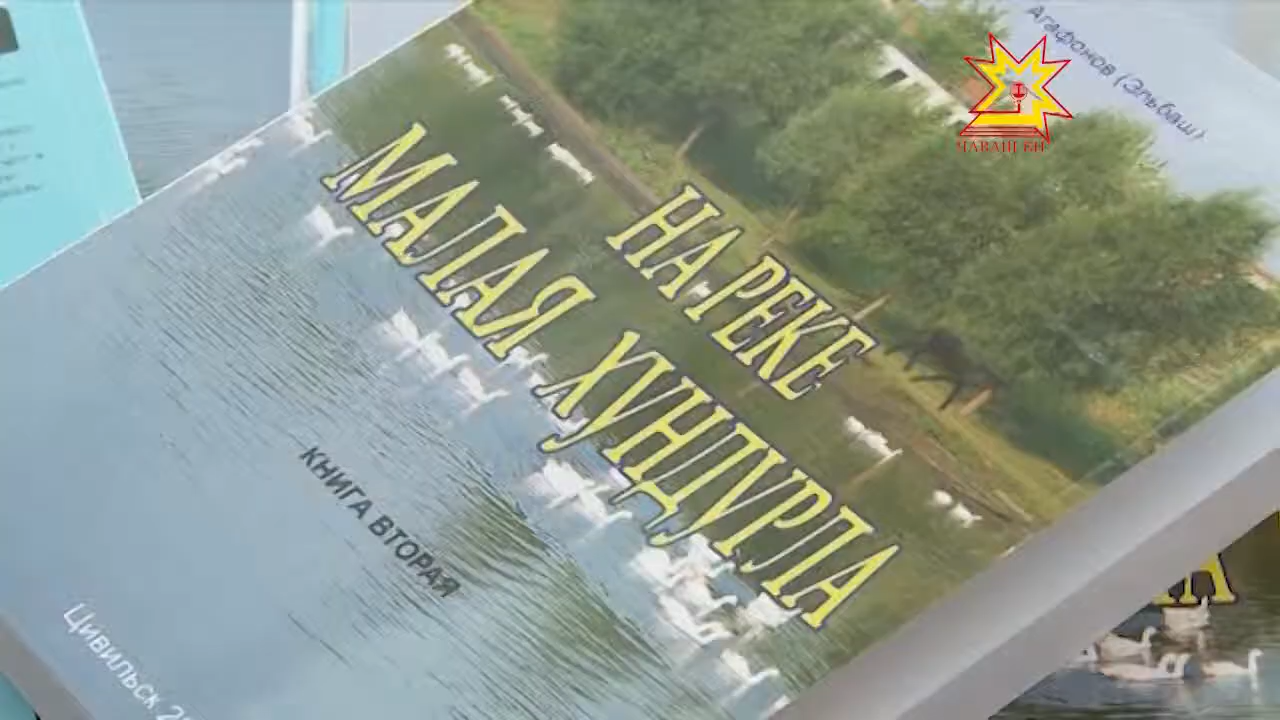 Агафонов (Эльбаш)
НА РЕКЕ
МАЛАЯ ХУНДУРЛА
КНИГА ВТОРАЯ
Цивильск
ЧӐВАШ ЕН